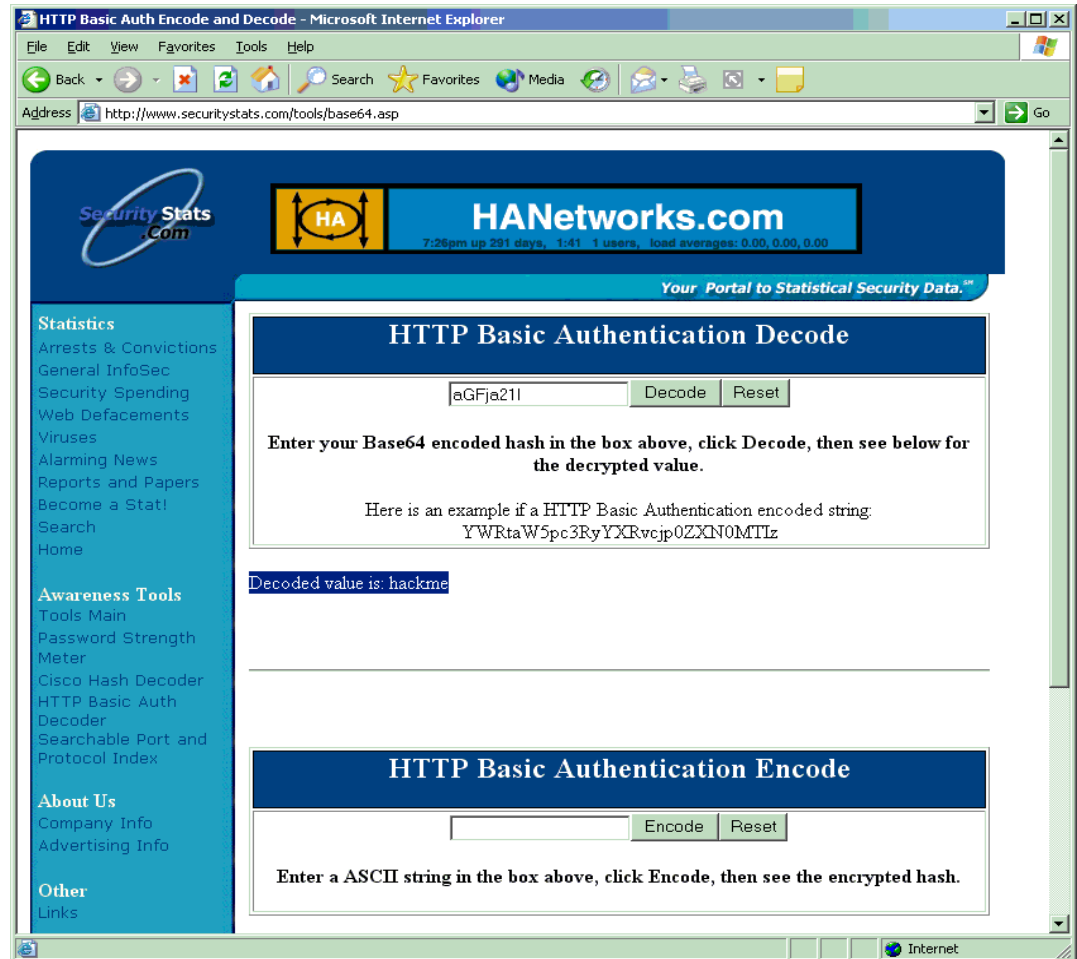 HTTP Basic Auth Encode and Decode - Microsoft Internet Explorer
File Edit View Favorites Tools Help
Back Search Favorites Media
Address http://www.securitystats.com/tools/base64.asp Go
Security Stats
.Com
HA
HANetworks.com
7:26pm up 291 days, 1:41 1 users, load averages: 0.00, 0.00, 0.00
Your Portal to Statistical Security Data.℠
Statistics
Arrests & Convictions
General InfoSec
Security Spending
Web Defacements
Viruses
Alarming News
Reports and Papers
Become a Stat!
Search
Home
Awareness Tools
Tools Main
Password Strength
Meter
Cisco Hash Decoder
HTTP Basic Auth
Decoder
Searchable Port and
Protocol Index
About Us
Company Info
Advertising Info
Other
Links
HTTP Basic Authentication Decode
aGFja21l Decode Reset
Enter your Base64 encoded hash in the box above, click Decode, then see below for
the decrypted value.
Here is an example if a HTTP Basic Authentication encoded string:
YWRtaW5pc3RyYXRvcjp0ZXN0MTIz
Decoded value is: hackme
HTTP Basic Authentication Encode
Encode Reset
Enter a ASCII string in the box above, click Encode, then see the encrypted hash.
Internet